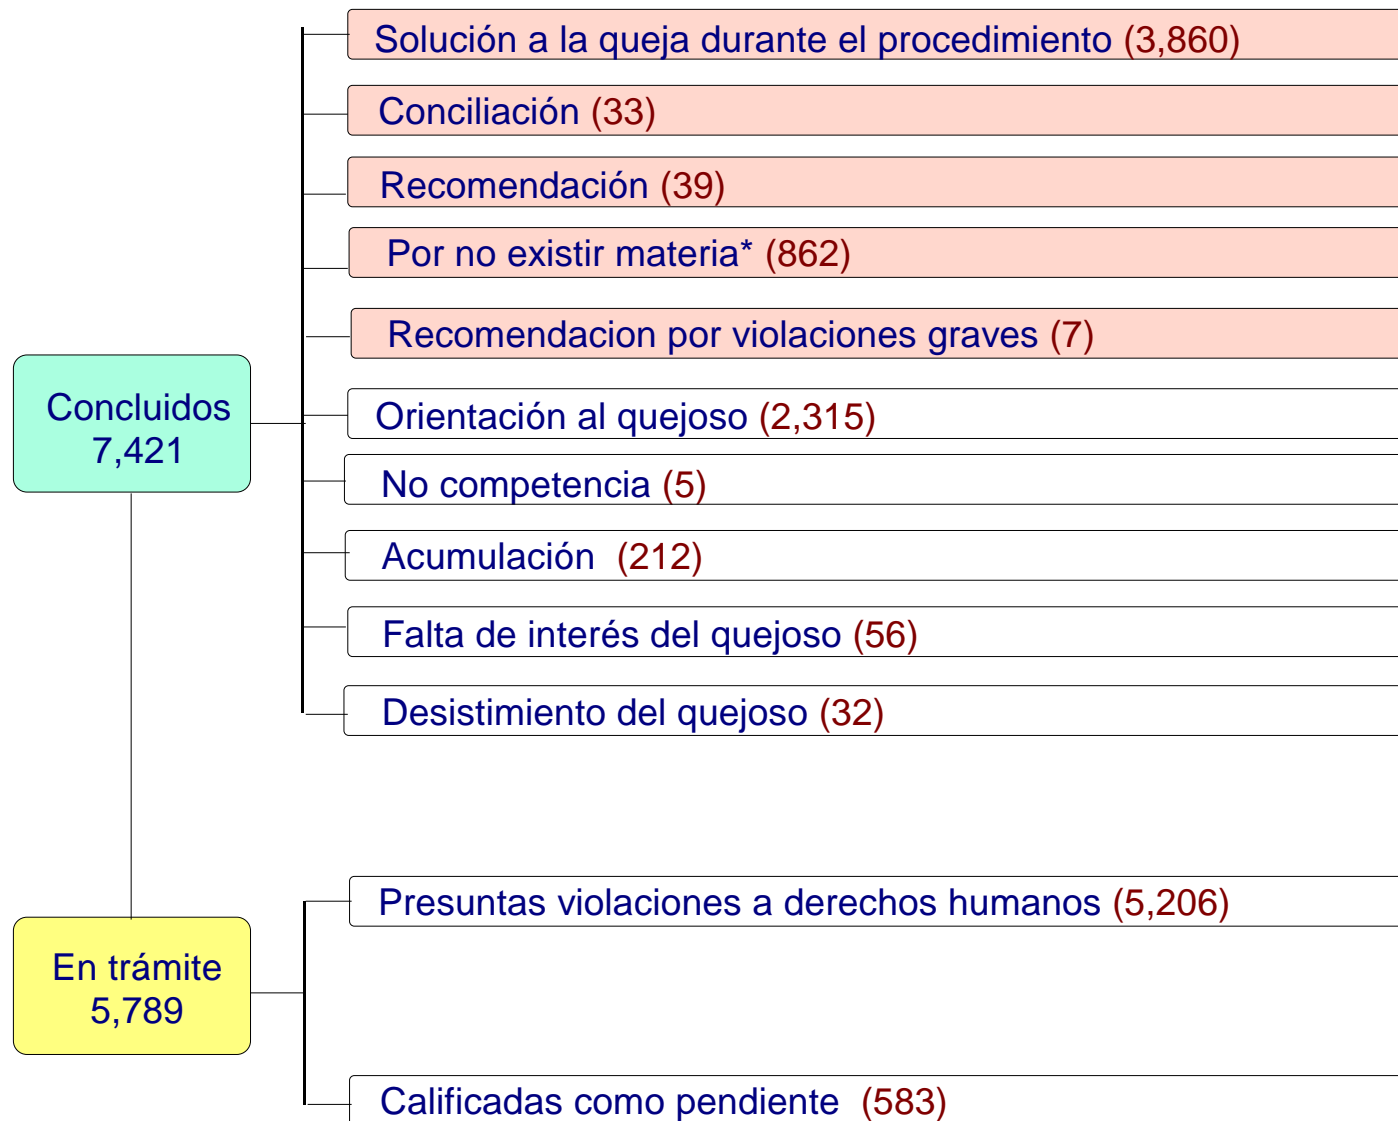 Solución a la queja durante el procedimiento (3,860)
Conciliación (33)
Recomendación (39)
Por no existir materia* (862)
Recomendacion por violaciones graves (7)
Concluidos
7,421
Orientación al quejoso (2,315)
No competencia (5)
Acumulación (212)
Falta de interés del quejoso (56)
Desistimiento del quejoso (32)
Presuntas violaciones a derechos humanos (5,206)
En trámite
5,789
Calificadas como pendiente (583)